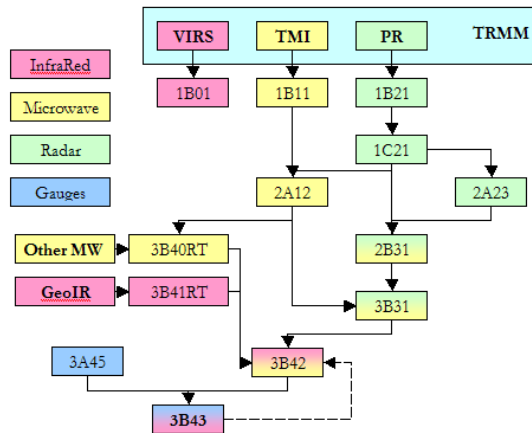 VIRS TMI PR TRMM
InfraRed
1B01 1B11 1B21
Microwave
Radar
1C21
Gauges
2A12 2A23
Other MW 3B40RT 2B31
GeoIR 3B41RT 3B31
3A45 3B42
3B43